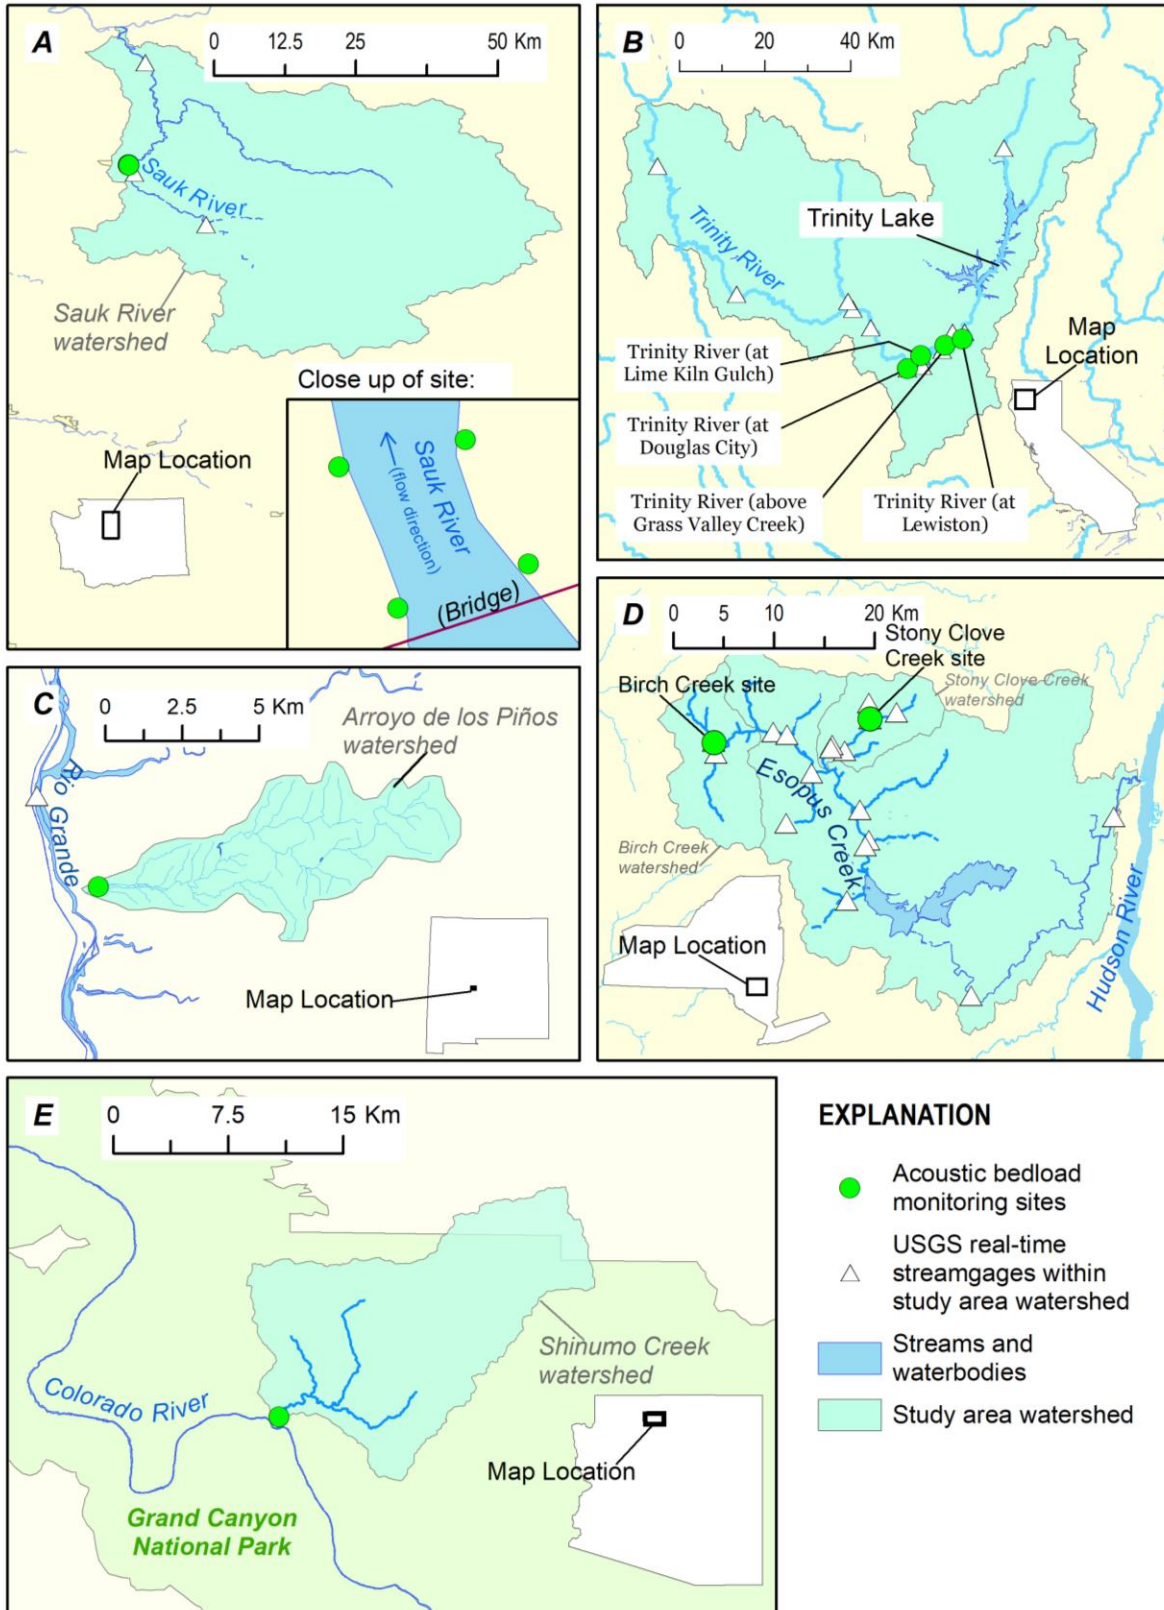 A
0 12.5 25 50 Km
Sauk River
Sauk River
watershed
Close up of site:
Map Location
Sauk River
(flow direction)
(Bridge)
B
0 20 40 Km
Trinity River
Trinity Lake
Map
Location
Trinity River (at
Lime Kiln Gulch)
Trinity River (at
Douglas City)
Trinity River (above
Grass Valley Creek)
Trinity River (at
Lewiston)
C
0 2.5 5 Km
Arroyo de los Piños
watershed
Rio Grande
Map Location
D
0 10 20 Km
Stony Clove
Creek site
Stony Clove Creek
watershed
Birch Creek site
Esopus Creek
Birch Creek
watershed
Map Location
Hudson River
E
0 7.5 15 Km
Shinumo Creek
watershed
Colorado River
Map Location
Grand Canyon
National Park
EXPLANATION
Acoustic bedload
monitoring sites
USGS real-time
streamgages within
study area watershed
Streams and
waterbodies
Study area watershed